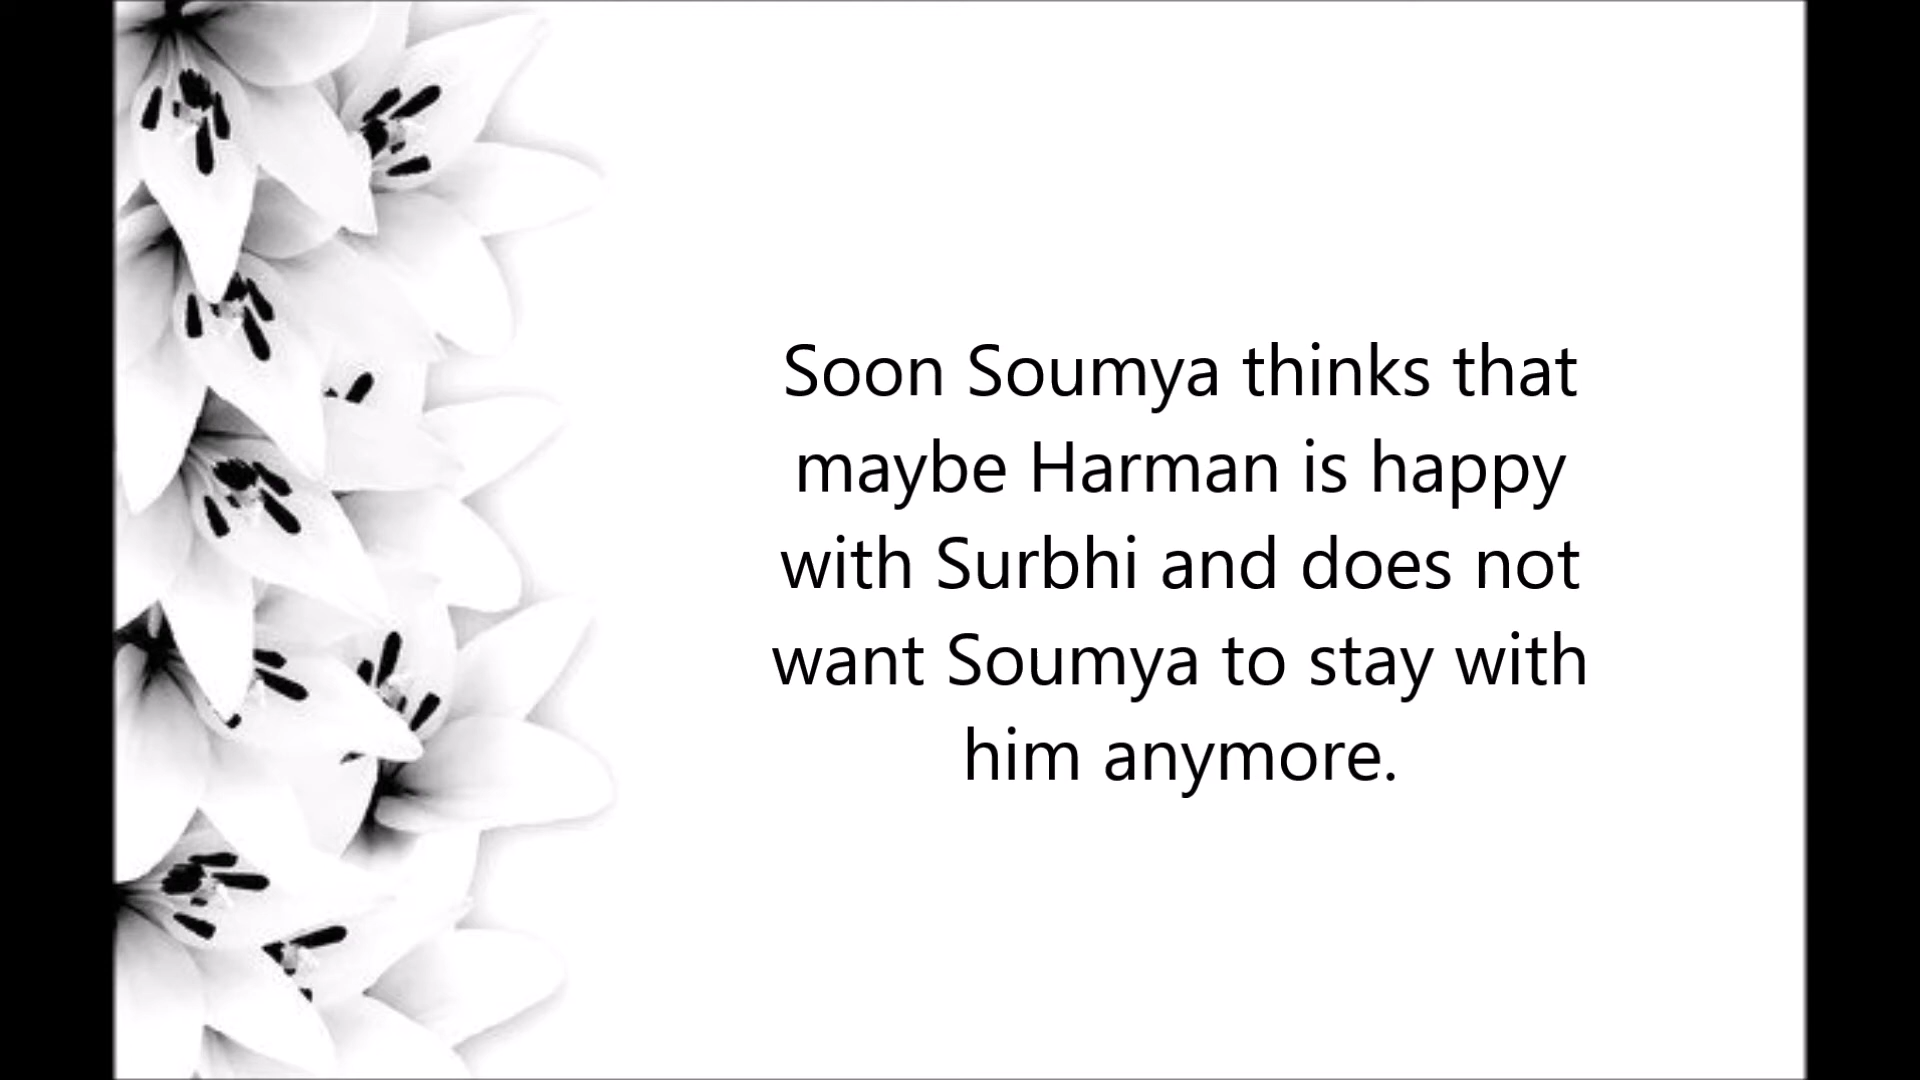 Soon Soumya thinks that
maybe Harman is happy
with Surbhi and does not
want Soumya to stay with
him anymore.